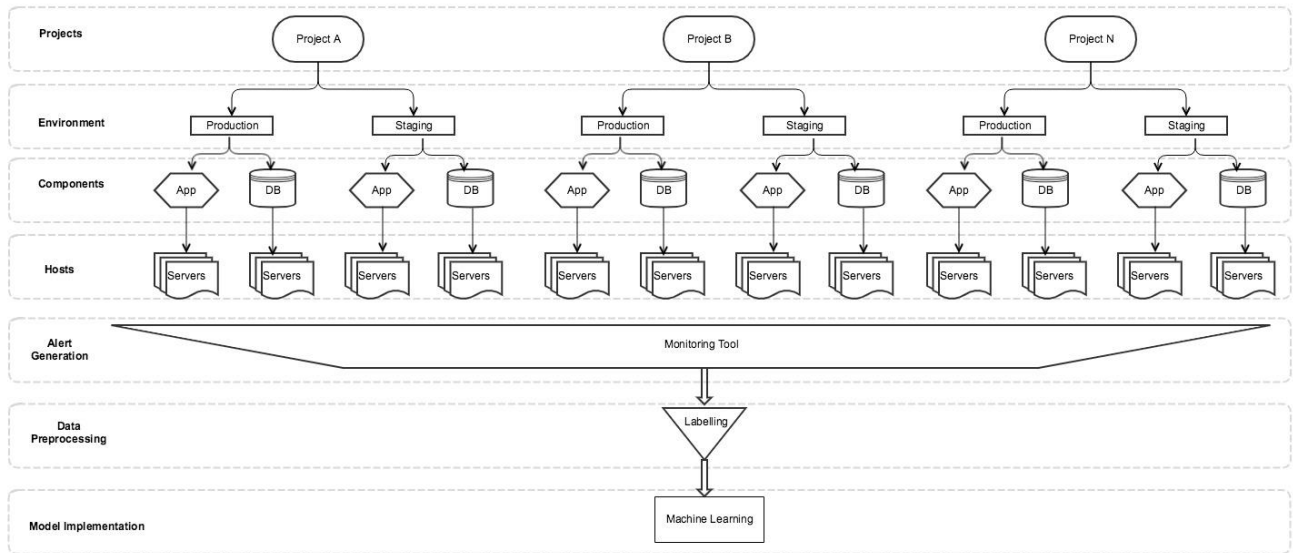 Projects
Project A
Project B
Project N
Environment
Production
Staging
Production
Staging
Production
Staging
Components
App
DB
App
DB
App
DB
App
DB
App
DB
App
DB
Hosts
Servers
Servers
Servers
Servers
Servers
Servers
Servers
Servers
Servers
Servers
Servers
Servers
Alert
Generation
Monitoring Tool
Data
Preprocessing
Labelling
Model Implementation
Machine Learning